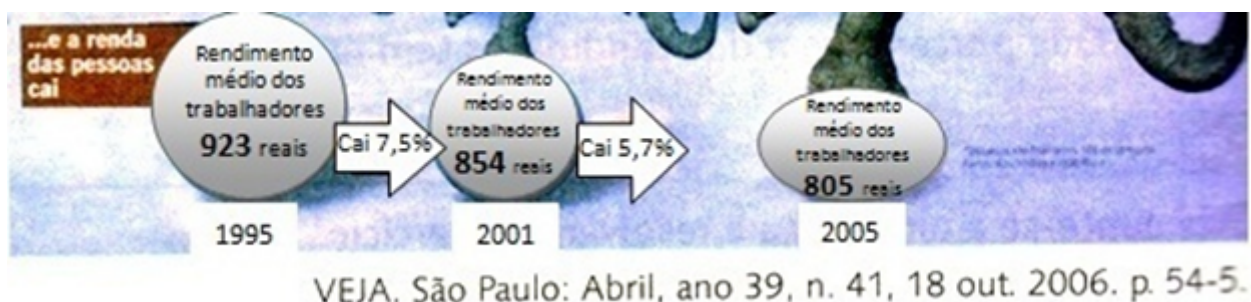 ...e a renda
das pessoas
cai
Rendimento
médio dos
trabalhadores
923 reais
Cai 7,5%
Rendimento
médio dos
trabalhadores
854 reais
Cai 5,7%
Rendimento
médio dos
trabalhadores
805 reais
1995
2001
2005
VEJA. São Paulo: Abril, ano 39, n. 41, 18 out. 2006. p. 54-5.